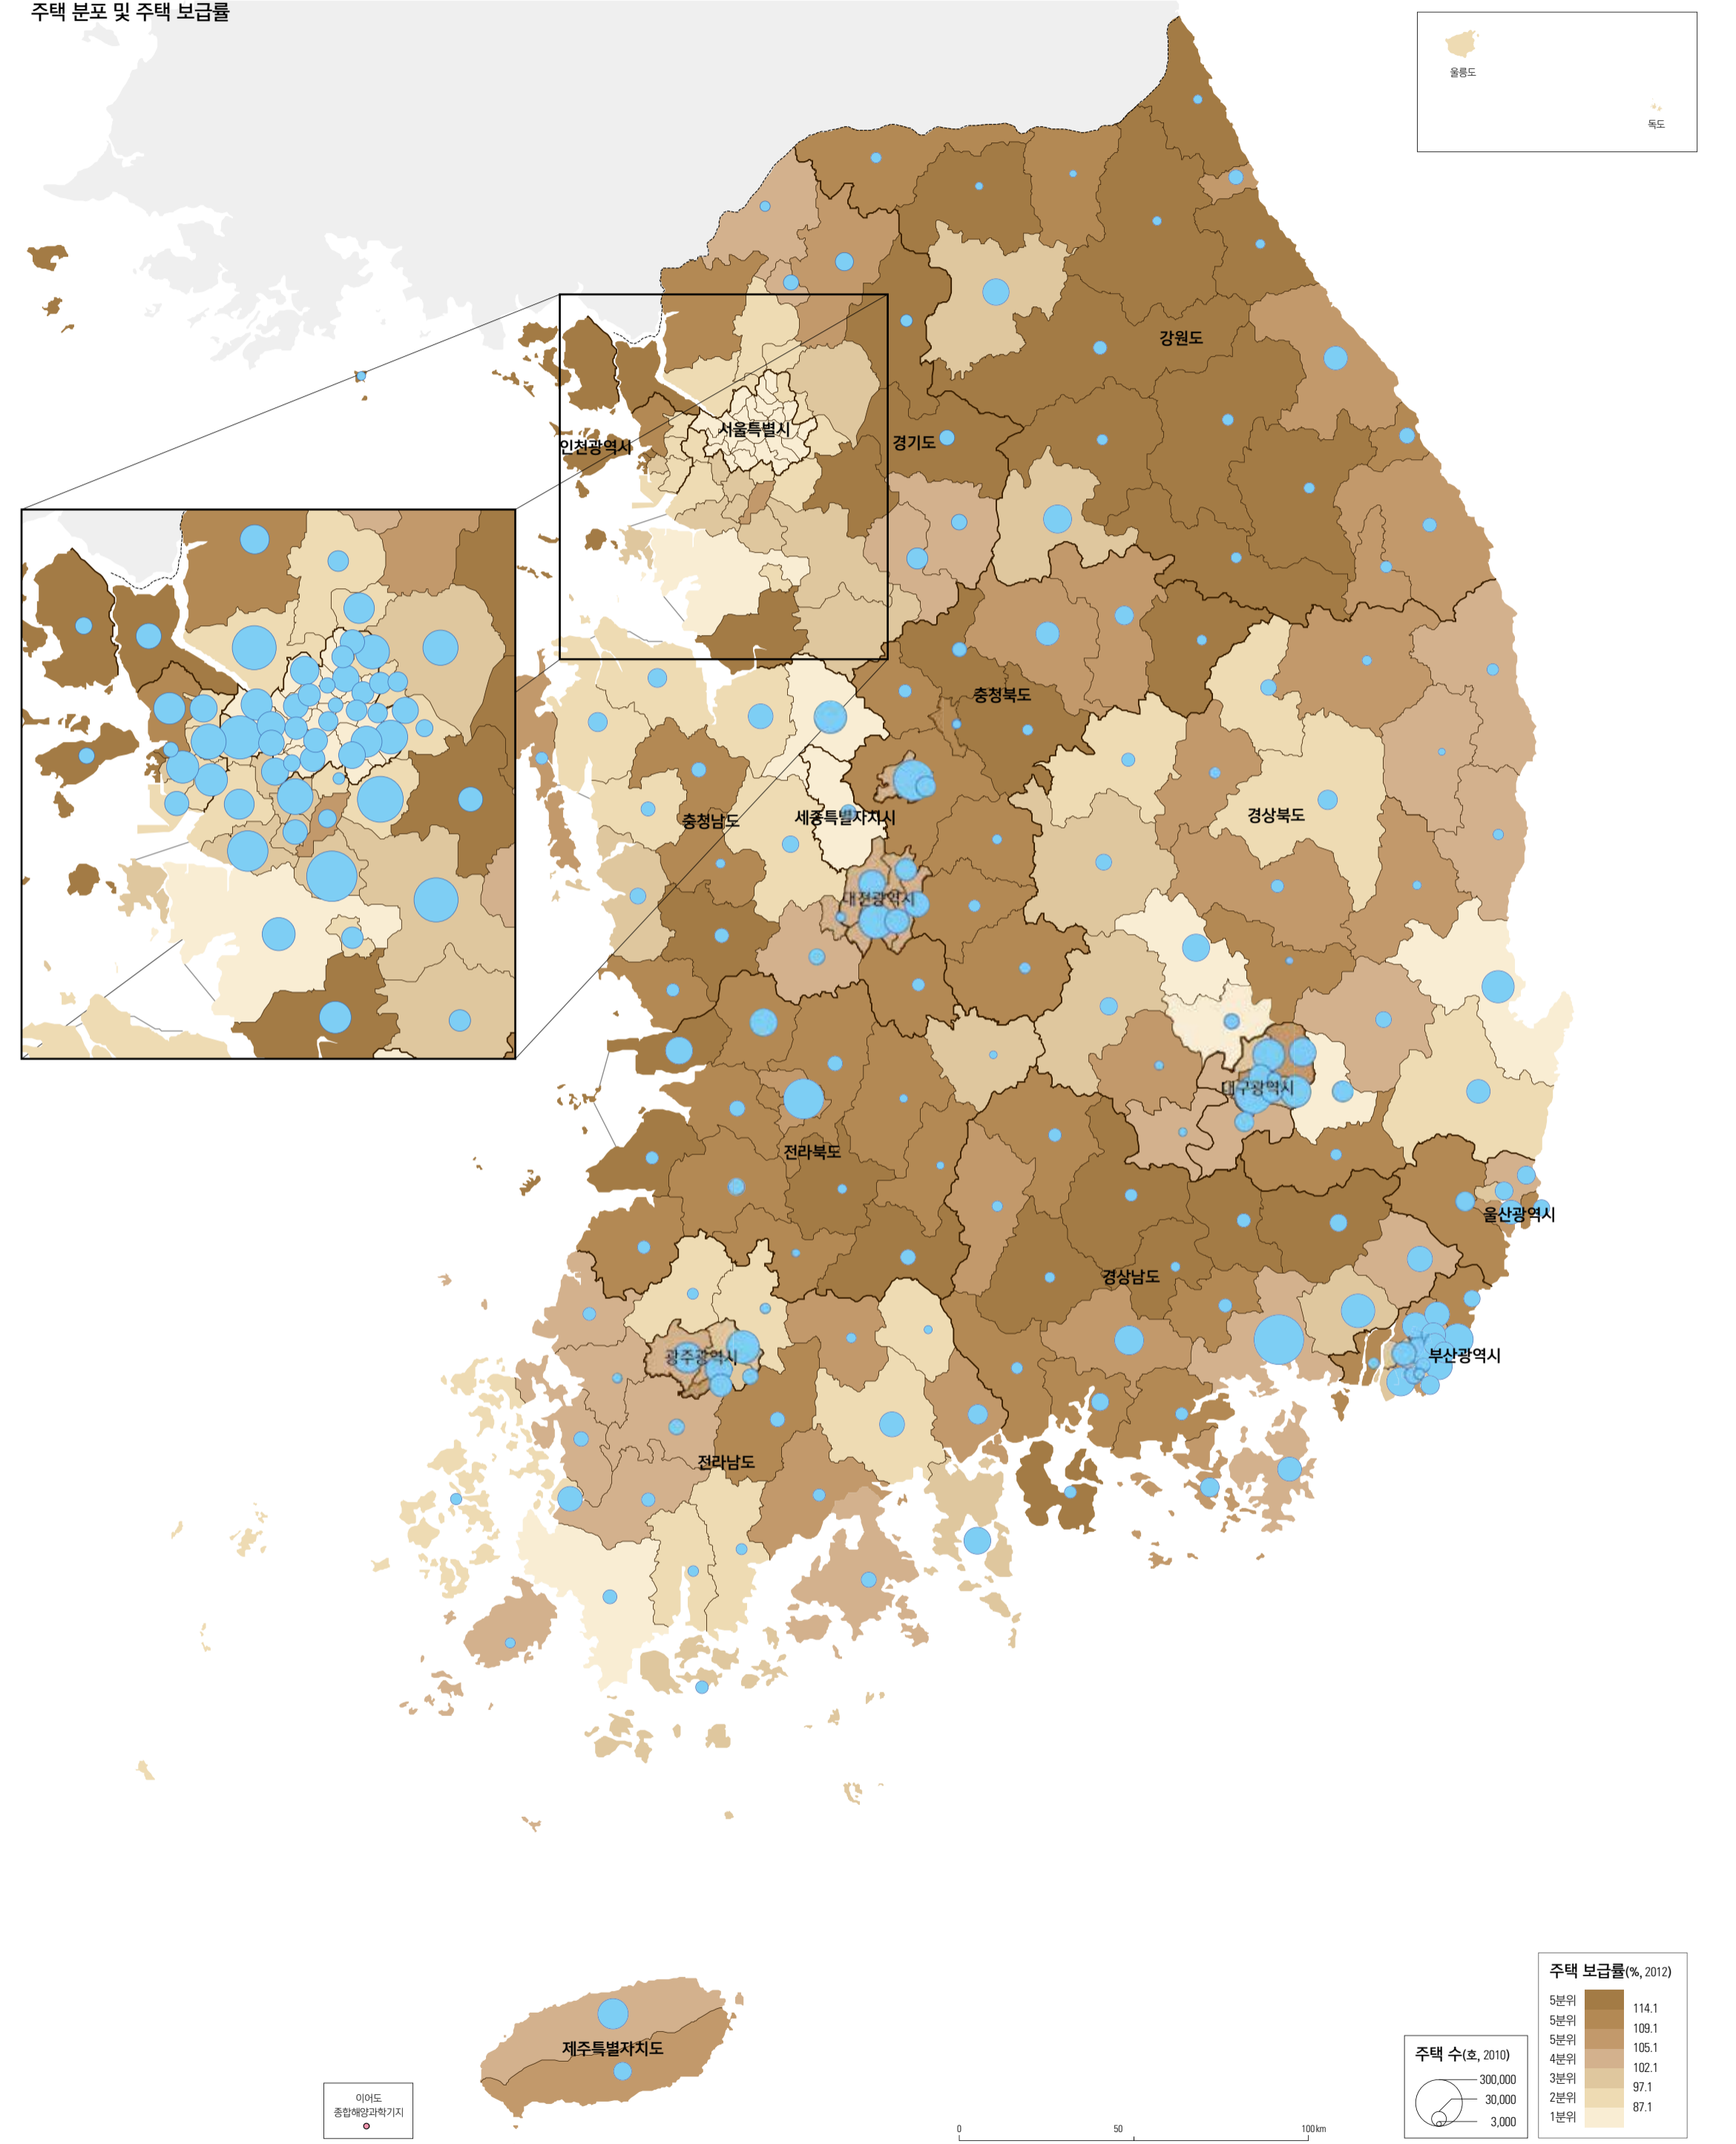 주택 분포 및 주택 보급률
울릉도
독도
강원도
서울특별시
경기도
인천광역시
충청북도
충청남도
세종특별자치시
경상북도
대전광역시
대구광역시
전라북도
울산광역시
경상남도
부산광역시
광주광역시
전라남도
제주특별자치도
이어도
종합해양과학기지
0 50 100km
주택 수(호, 2010)
300,000
30,000
3,000
주택 보급률(%, 2012)
5분위
114.1
5분위
109.1
5분위
105.1
4분위
102.1
3분위
97.1
2분위
87.1
1분위